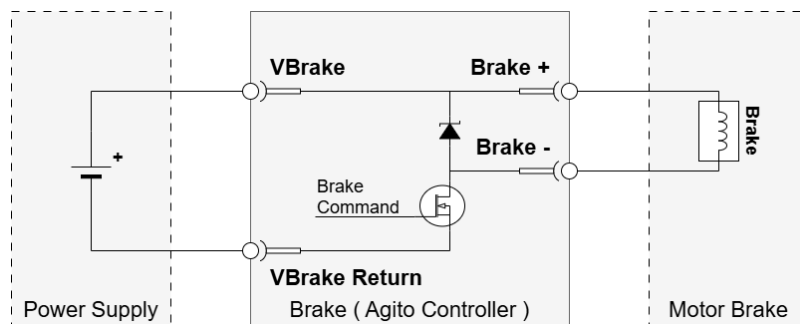 VBrake
Brake +
Brake
+
Brake -
Brake
Command
VBrake Return
Power Supply
Brake ( Agito Controller )
Motor Brake